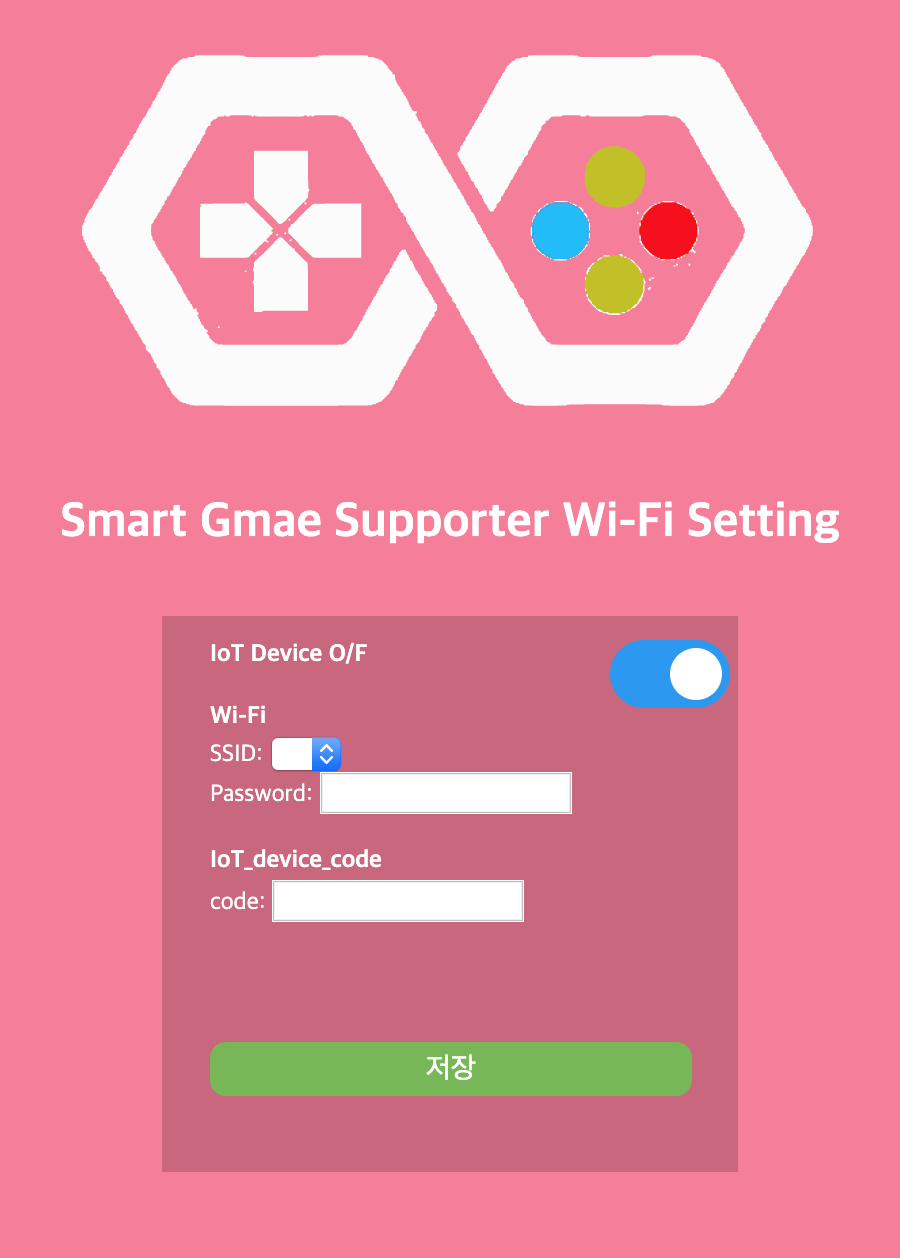 Smart Gmae Supporter Wi-Fi Setting
IoT Device O/F
Wi-Fi
SSID:
Password:
IoT_device_code
code:
저장